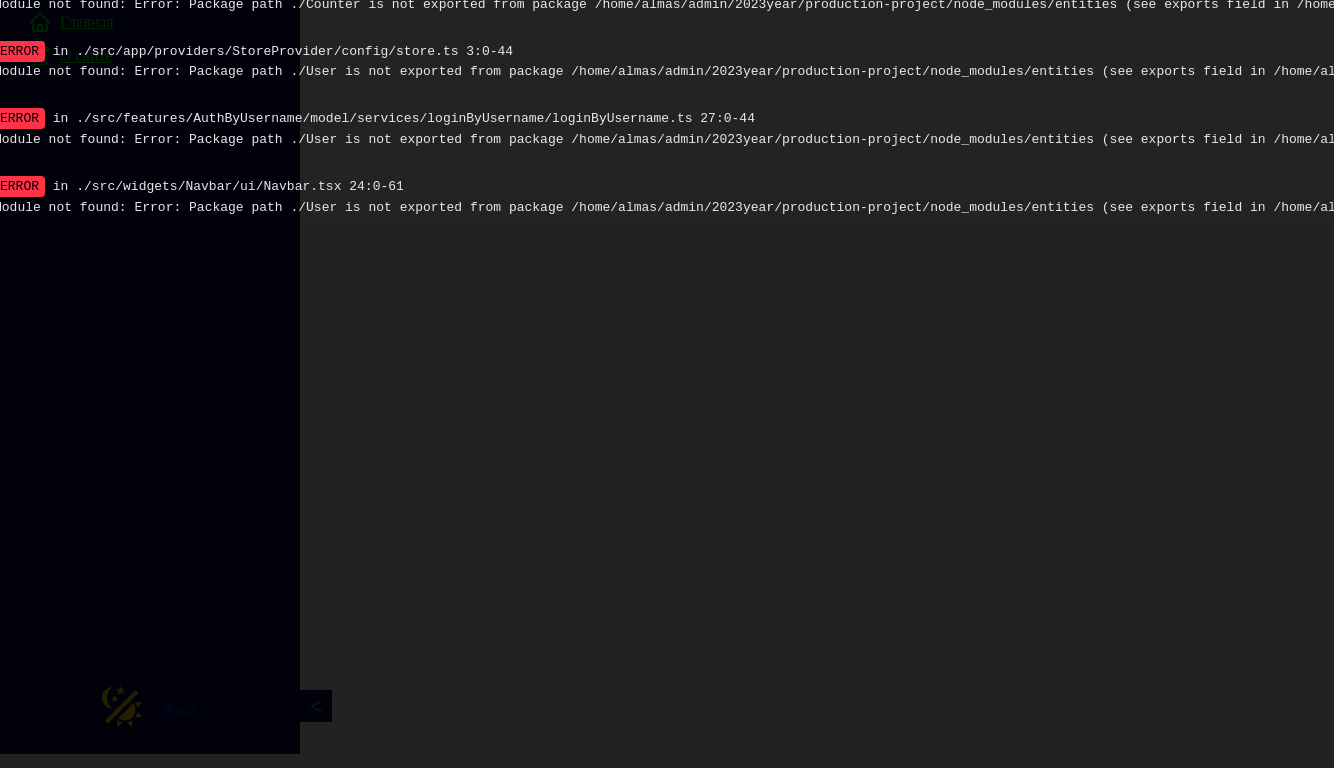 Module not found: Error: Package path ./Counter is not exported from package /home/almas/admin/2023year/production-project/node_modules/entities (see exports field in /home
Главная
ERROR in ./src/app/providers/StoreProvider/config/store.ts 3:0-44
О сайте
Module not found: Error: Package path ./User is not exported from package /home/almas/admin/2023year/production-project/node_modules/entities (see exports field in /home/al
ERROR in ./src/features/AuthByUsername/model/services/loginByUsername/loginByUsername.ts 27:0-44
Module not found: Error: Package path ./User is not exported from package /home/almas/admin/2023year/production-project/node_modules/entities (see exports field in /home/al
ERROR in ./src/widgets/Navbar/ui/Navbar.tsx 24:0-61
Module not found: Error: Package path ./User is not exported from package /home/almas/admin/2023year/production-project/node_modules/entities (see exports field in /home/al
Язык
<